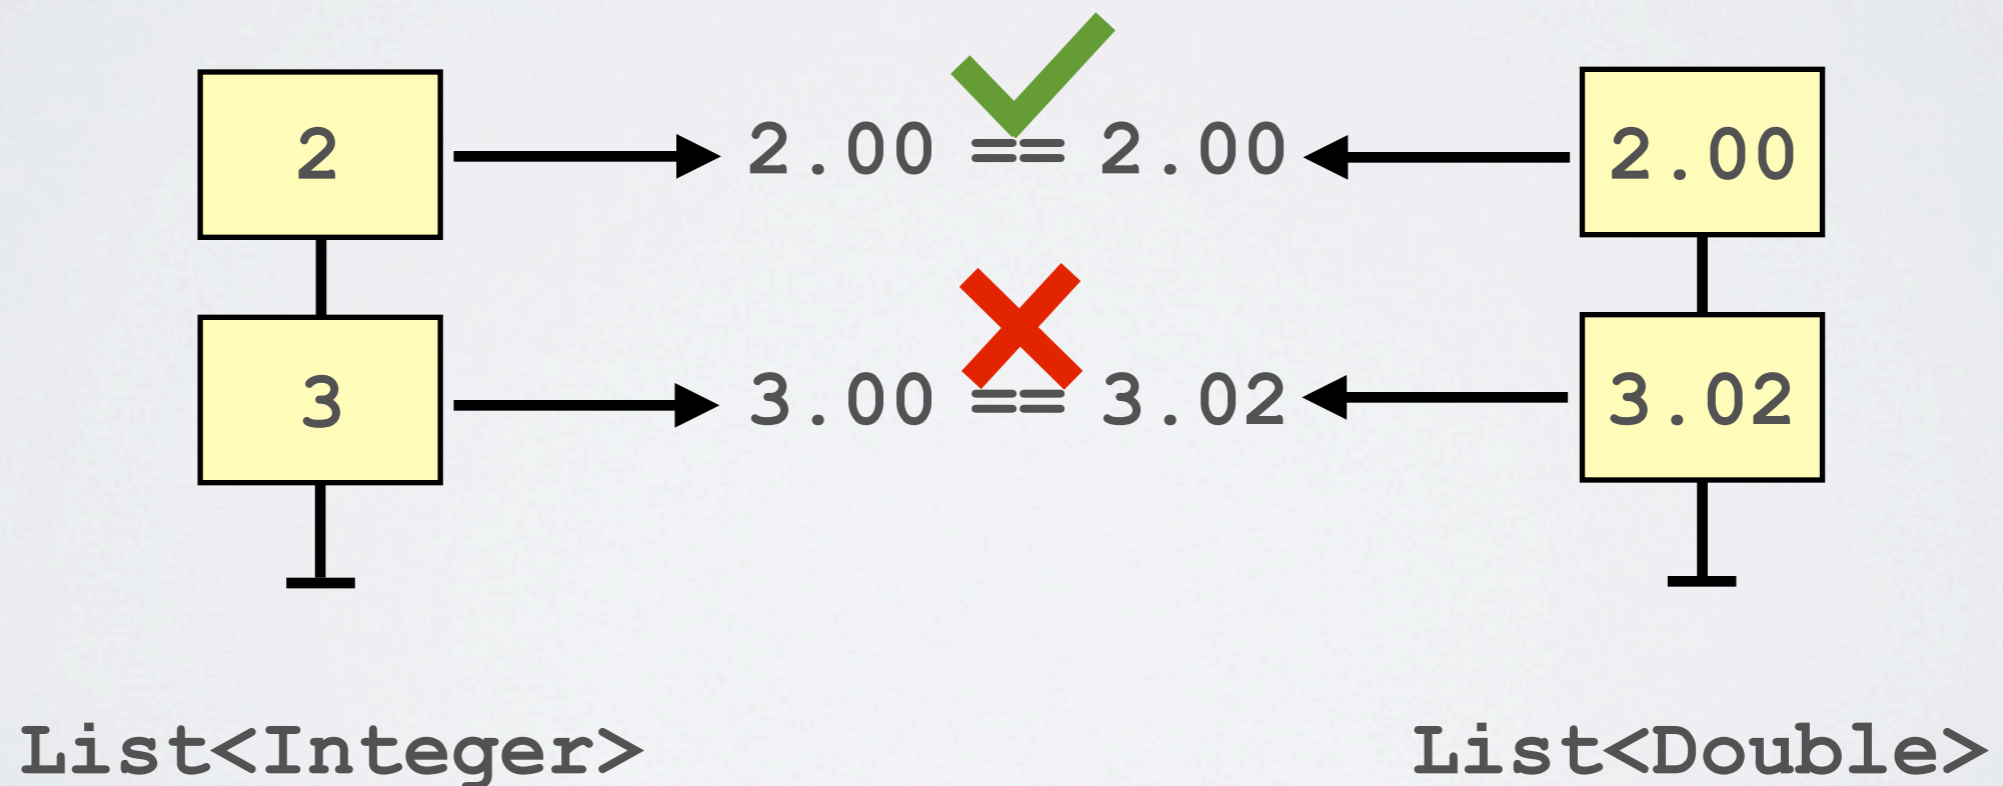 2 2.00 == 2.00 2.00
3 3.00 == 3.02 3.02
List<Integer> List<Double>